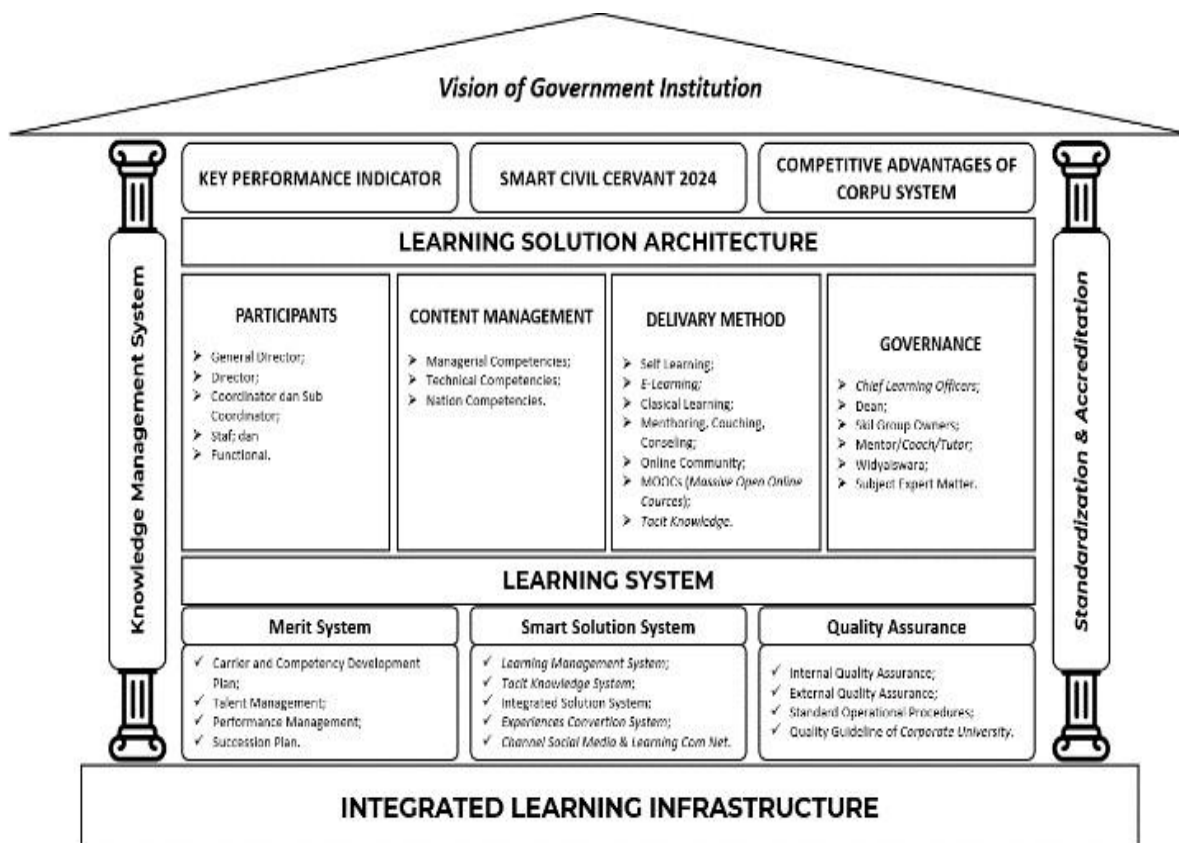 Vision of Government Institution
Knowledge Management System
KEY PERFORMANCE INDICATOR
SMART CIVIL CERVANT 2024
COMPETITIVE ADVANTAGES OF
CORPU SYSTEM
LEARNING SOLUTION ARCHITECTURE
PARTICIPANTS
General Director;
Director;
Coordinator dan Sub
Coordinator;
Staf; dan
Functional.
CONTENT MANAGEMENT
Managerial Competencies;
Technical Competencies;
Nation Competencies.
DELIVARY METHOD
Self Learning;
E-Learning;
Clasical Learning;
Menthoring, Couching,
Conseling;
Online Community;
MOOCs (Massive Open Online
Cources);
Tacit Knowledge.
GOVERNANCE
Chief Learning Officers;
Dean;
Skil Group Owners;
Mentor/Coach/Tutor;
Widyaiswara;
Subject Expert Matter.
LEARNING SYSTEM
Merit System
✓ Carrier and Competency Development
Plan;
✓ Talent Management;
✓ Performance Management;
✓ Succession Plan.
Smart Solution System
✓ Learning Management System;
✓ Tacit Knowledge System;
✓ Integrated Solution System;
✓ Experiences Convertion System;
✓ Channel Social Media & Learning Com Net.
Quality Assurance
✓ Internal Quality Assurance;
✓ External Quality Assurance;
✓ Standard Operational Procedures;
✓ Quality Guideline of Corporate University.
Standardization & Accreditation
INTEGRATED LEARNING INFRASTRUCTURE